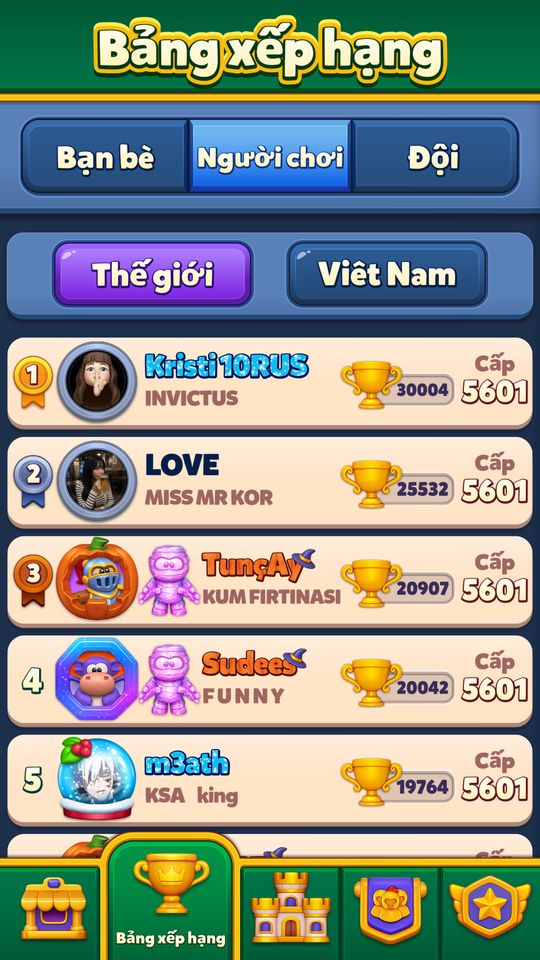 Bảng xếp hạng
Bạn bè Người chơi Đội
Thế giới Viêt Nam
1 Kristi 10RUS 30004 Cấp 5601
INVICTUS
2 LOVE 25532 Cấp 5601
MISS MR KOR
3 TunçAy 20907 Cấp 5601
KUM FIRTINASI
4 Sudees 20042 Cấp 5601
FUNNY
5 m3ath 19764 Cấp 5601
KSA king
Bảng xếp hạng